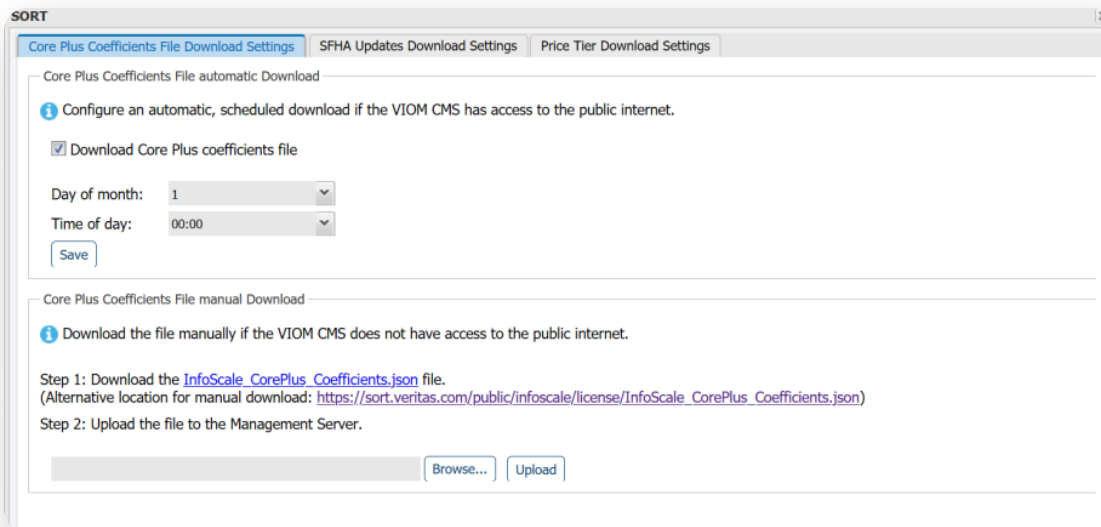 SORT
Core Plus Coefficients File Download Settings
SFHA Updates Download Settings
Price Tier Download Settings
Core Plus Coefficients File automatic Download
Configure an automatic, scheduled download if the VIOM CMS has access to the public internet.
Download Core Plus coefficients file
Day of month: 1
Time of day: 00:00
Save
Core Plus Coefficients File manual Download
Download the file manually if the VIOM CMS does not have access to the public internet.
Step 1: Download the InfoScale_CorePlus_Coefficients.json file.
(Alternative location for manual download: https://sort.veritas.com/public/infoscale/license/InfoScale_CorePlus_Coefficients.json)
Step 2: Upload the file to the Management Server.
Browse... Upload